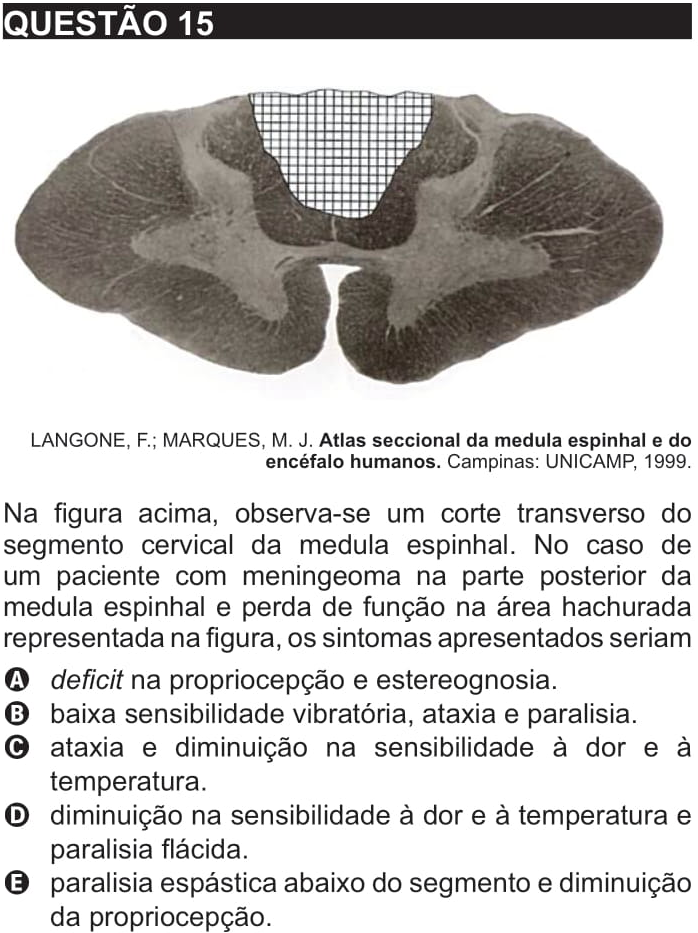 QUESTÃO 15
LANGONE, F.; MARQUES, M. J. Atlas seccional da medula espinhal e do
encéfalo humanos. Campinas: UNICAMP, 1999.
Na figura acima, observa-se um corte transverso do
segmento cervical da medula espinhal. No caso de
um paciente com meningeoma na parte posterior da
medula espinhal e perda de função na área hachurada
representada na figura, os sintomas apresentados seriam
A deficit na propriocepção e estereognosia.
B baixa sensibilidade vibratória, ataxia e paralisia.
C ataxia e diminuição na sensibilidade à dor e à
temperatura.
D diminuição na sensibilidade à dor e à temperatura e
paralisia flácida.
E paralisia espástica abaixo do segmento e diminuição
da propriocepção.